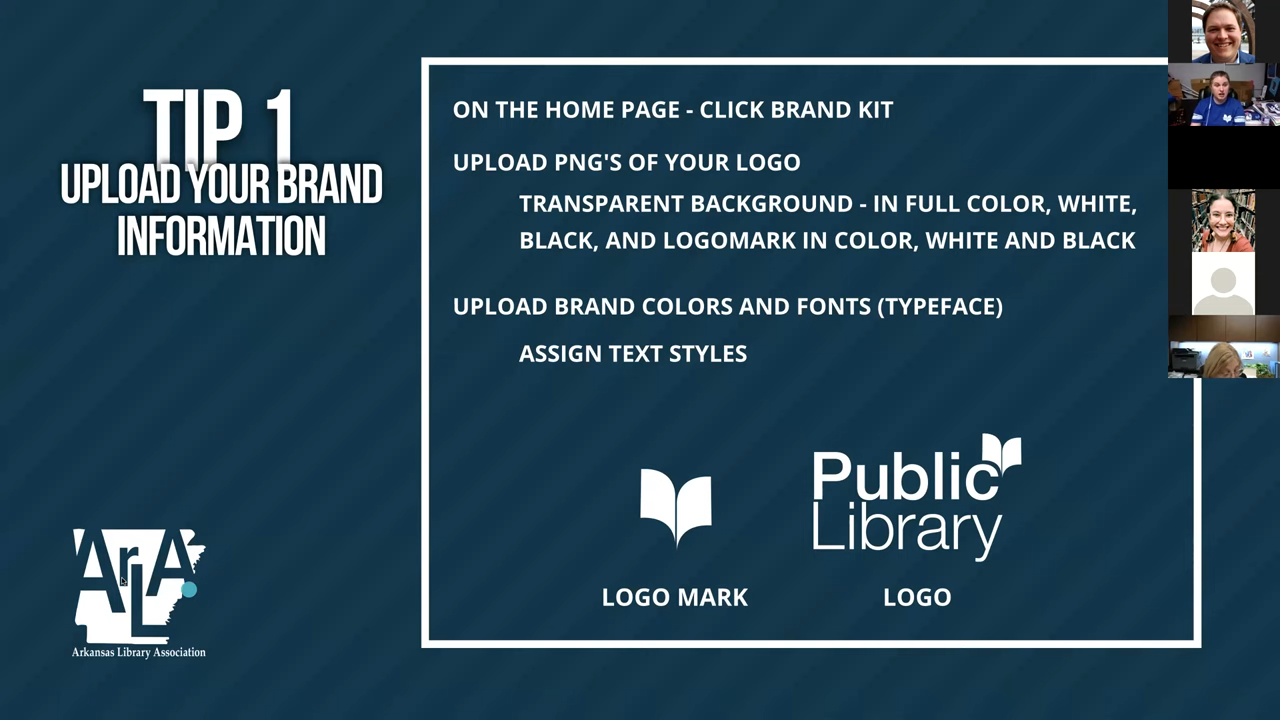 TIP 1
UPLOAD YOUR BRAND
INFORMATION
ON THE HOME PAGE - CLICK BRAND KIT
UPLOAD PNG'S OF YOUR LOGO
TRANSPARENT BACKGROUND - IN FULL COLOR, WHITE,
BLACK, AND LOGOMARK IN COLOR, WHITE AND BLACK
UPLOAD BRAND COLORS AND FONTS (TYPEFACE)
ASSIGN TEXT STYLES
Public
Library
LOGO MARK
LOGO
ArLA
Arkansas Library Association